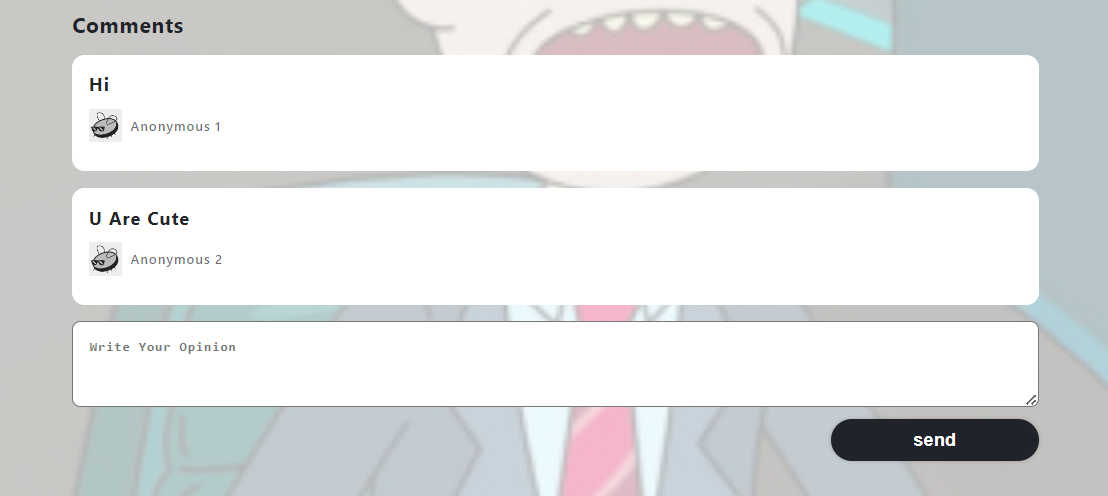 Comments
Hi
Anonymous 1
U Are Cute
Anonymous 2
Write Your Opinion
send